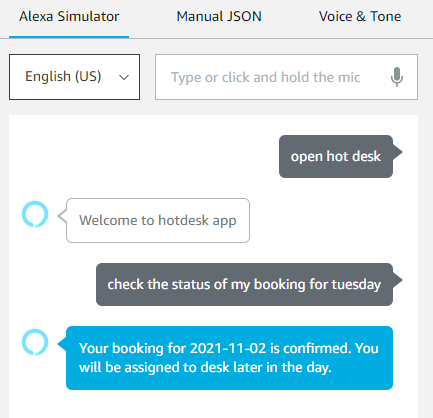 Alexa Simulator Manual JSON Voice & Tone
English (US) Type or click and hold the mic
open hot desk
Welcome to hotdesk app
check the status of my booking for tuesday
Your booking for 2021-11-02 is confirmed. You
will be assigned to desk later in the day.